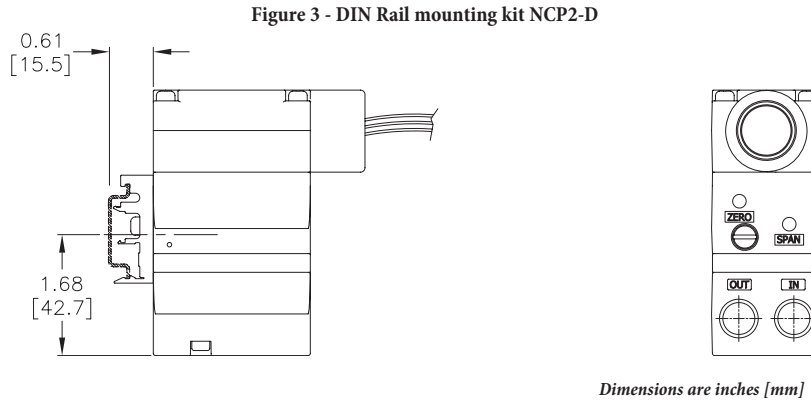 Figure 3 - DIN Rail mounting kit NCP2-D
0.61
[15.5]
ZERO
SPAN
1.68
[42.7]
OUT
IN
Dimensions are inches [mm]